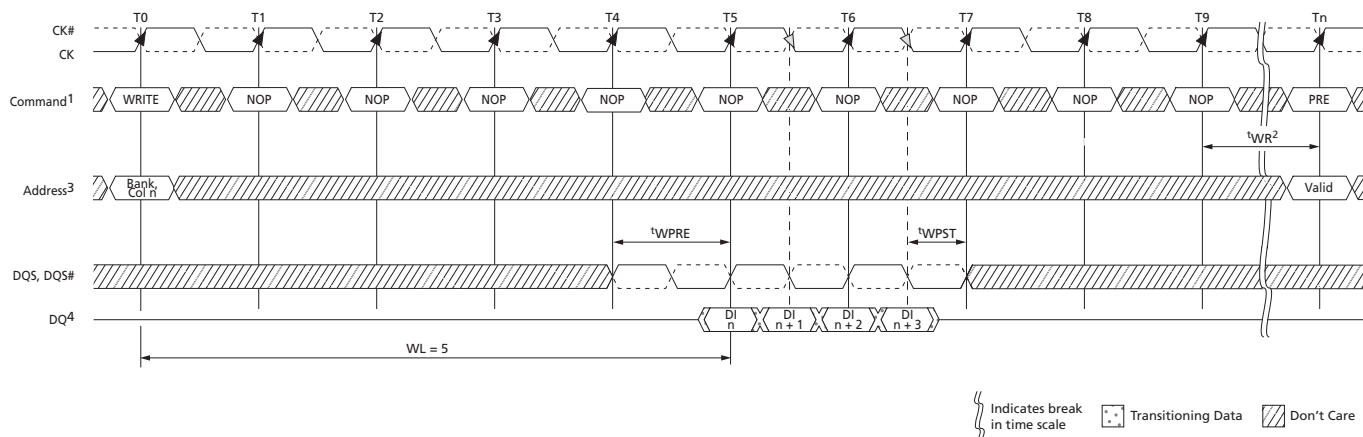 T0 T1 T2 T3 T4 T5 T6 T7 T8 T9 Tn
CK#
CK
Command1 WRITE NOP NOP NOP NOP NOP NOP NOP NOP NOP PRE
tWR2
Address3 Bank, Col n Valid
tWPRE tWPST
DQS, DQS#
DQ4 DI n DI n + 1 DI n + 2 DI n + 3
WL = 5
Indicates break in time scale
Transitioning Data
Don't Care